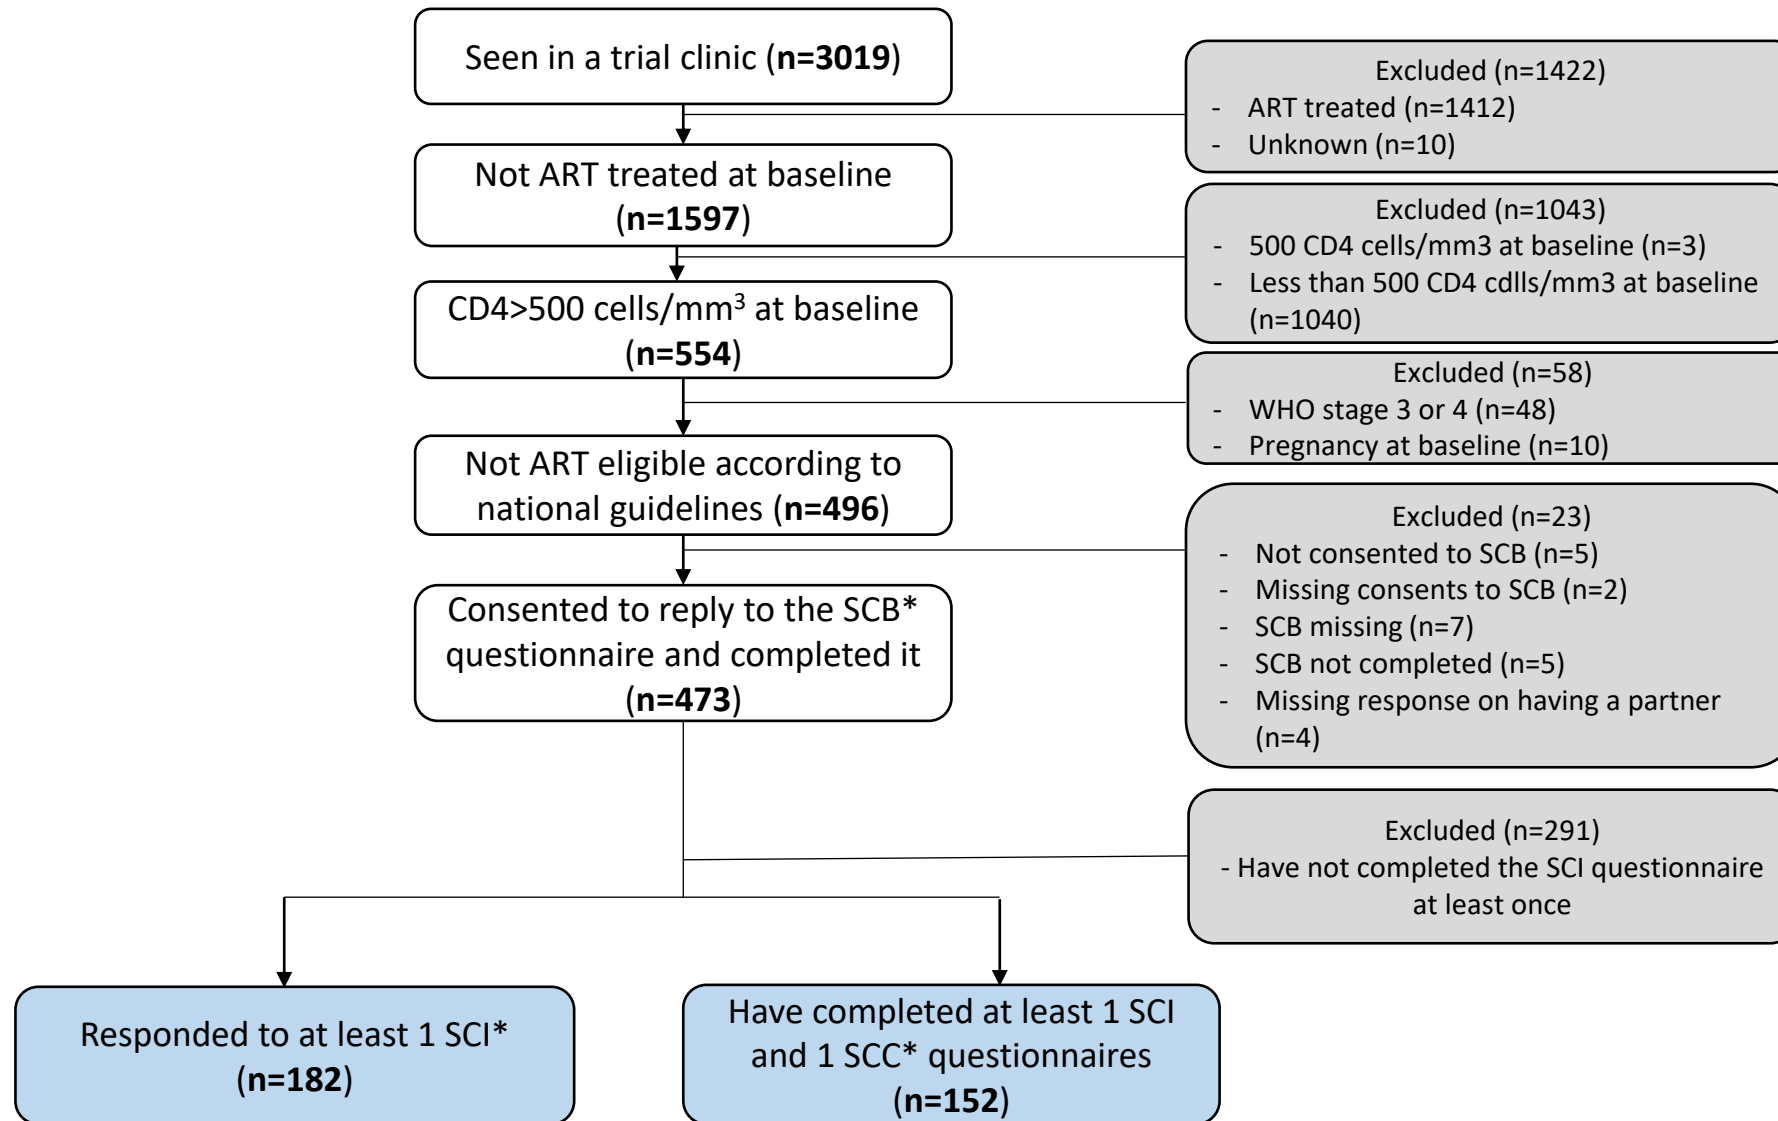 Seen in a trial clinic (n=3019)
Excluded (n=1422)
- ART treated (n=1412)
- Unknown (n=10)
Not ART treated at baseline
(n=1597)
Excluded (n=1043)
- 500 CD4 cells/mm3 at baseline (n=3)
- Less than 500 CD4 cdlls/mm3 at baseline
(n=1040)
CD4>500 cells/mm³ at baseline
(n=554)
Excluded (n=58)
- WHO stage 3 or 4 (n=48)
- Pregnancy at baseline (n=10)
Not ART eligible according to
national guidelines (n=496)
Excluded (n=23)
- Not consented to SCB (n=5)
- Missing consents to SCB (n=2)
- SCB missing (n=7)
- SCB not completed (n=5)
- Missing response on having a partner
(n=4)
Consented to reply to the SCB*
questionnaire and completed it
(n=473)
Excluded (n=291)
- Have not completed the SCI questionnaire
at least once
Responded to at least 1 SCI*
(n=182)
Have completed at least 1 SCI
and 1 SCC* questionnaires
(n=152)